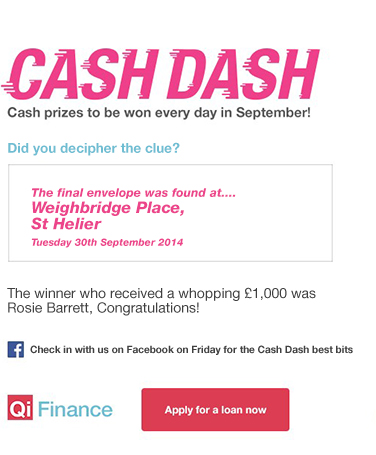 CASH DASH
Cash prizes to be won every day in September!
Did you decipher the clue?
The final envelope was found at....
Weighbridge Place,
St Helier
Tuesday 30th September 2014
The winner who received a whopping £1,000 was
Rosie Barrett, Congratulations!
f Check in with us on Facebook on Friday for the Cash Dash best bits
Qi Finance
Apply for a loan now